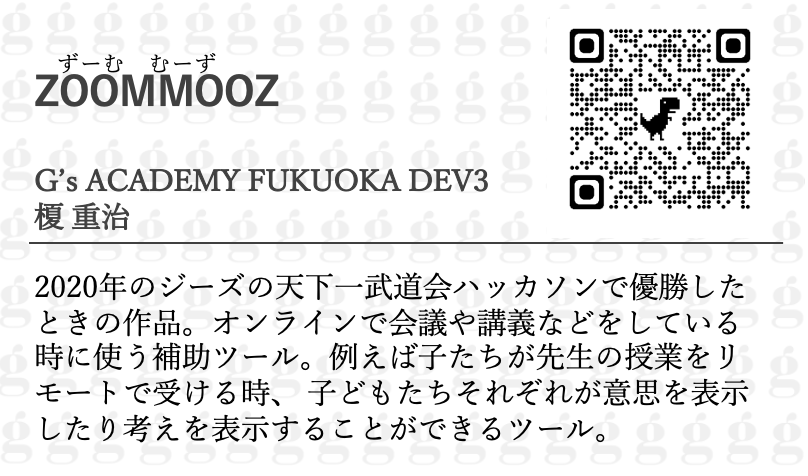 ずーむ むーず
ZOOMMOOZ
G's ACADEMY FUKUOKA DEV3
榎 重治
2020年のジーズの天下一武道会ハッカソンで優勝した
ときの作品。オンラインで会議や講義などをしている
時に使う補助ツール。例えば子たちが先生の授業をリ
モートで受ける時、 子どもたちそれぞれが意思を表示
したり考えを表示することができるツール。